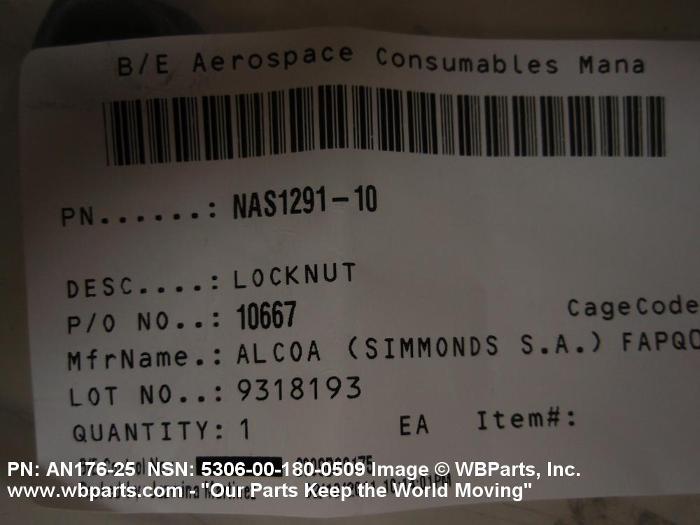 B/E Aerospace Consumables Mana
PN......: NAS1291-10
DESC....: LOCKNUT
P/O NO..: 10667
CageCode
MfrName.: ALCOA (SIMMONDS S.A.) FAPQ
LOT NO..: 9318193
QUANTITY: 1 EA Item#:
PN: AN176-25 NSN: 5306-00-180-0509 Image © WBParts, Inc.
www.wbparts.com - "Our Parts Keep the World Moving"